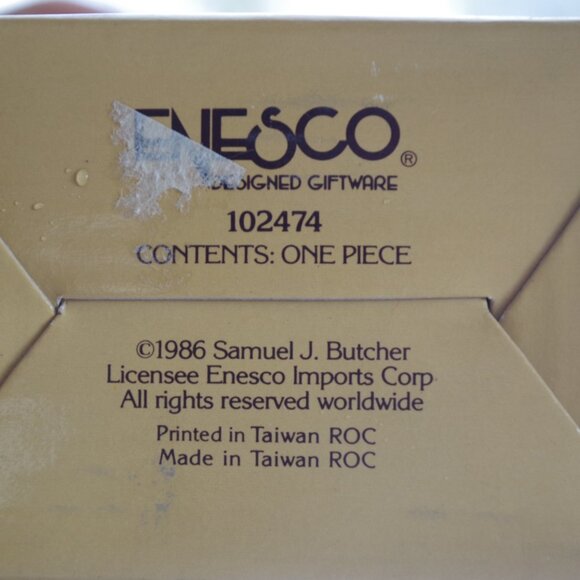 ENESCO®
DESIGNED GIFTWARE
102474
CONTENTS: ONE PIECE
©1986 Samuel J. Butcher
Licensee Enesco Imports Corp
All rights reserved worldwide
Printed in Taiwan ROC
Made in Taiwan ROC